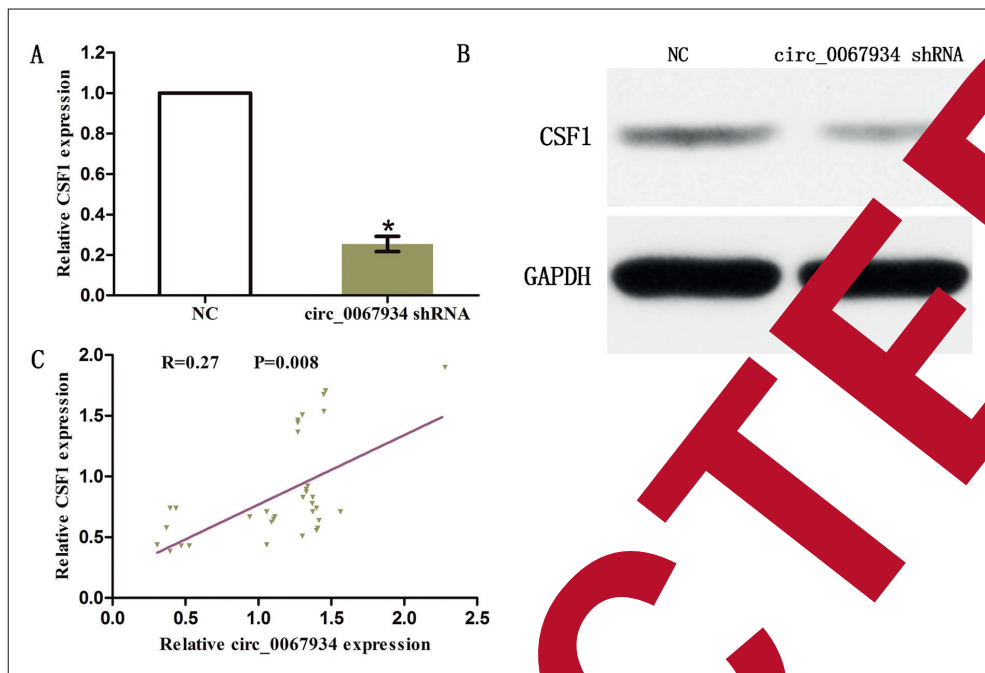 A
Relative CSF1 expression
1.2
1.0
0.8
0.6
0.4
0.2
0.0
*
NC
circ_0067934 shRNA
B
NC
circ_0067934 shRNA
CSF1
GAPDH
C
R=0.27 P=0.008
Relative CSF1 expression
2.0
1.5
1.0
0.5
0.0
0.0 0.5 1.0 1.5 2.0 2.5
Relative circ_0067934 expression
CTE